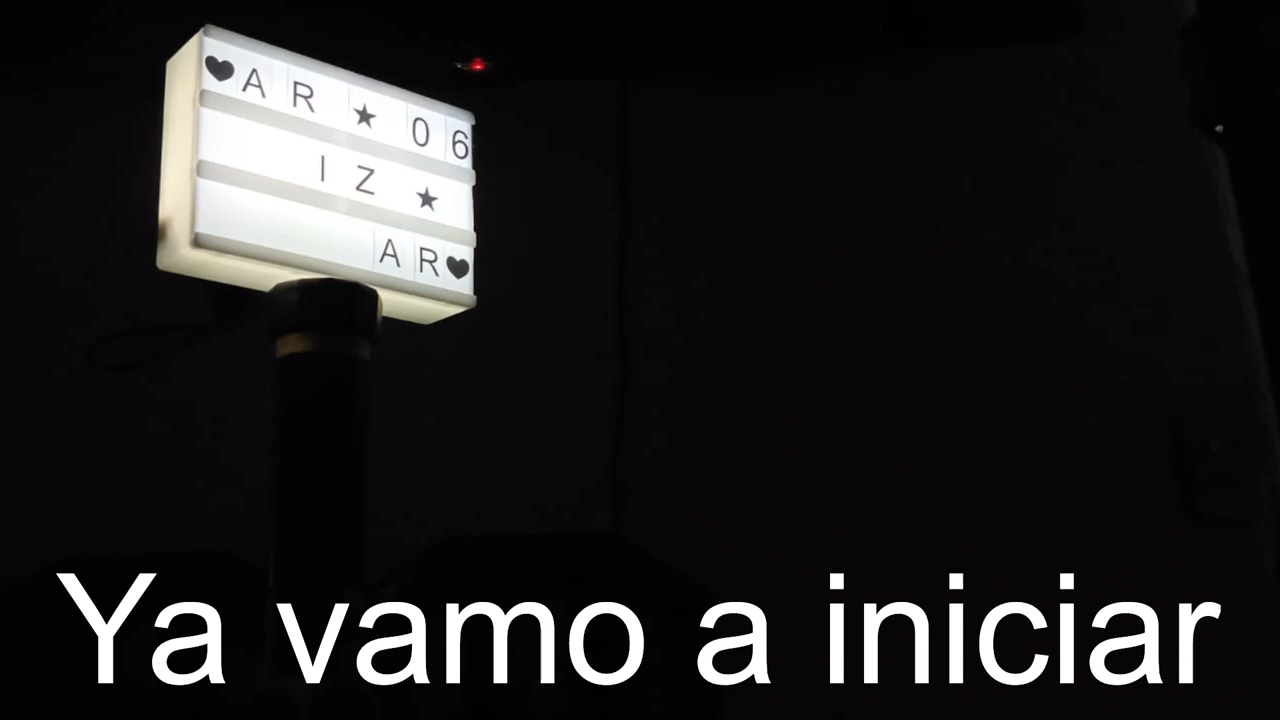 ♥AR ★ 06
IZ ★
AR♥
Ya vamo a iniciar